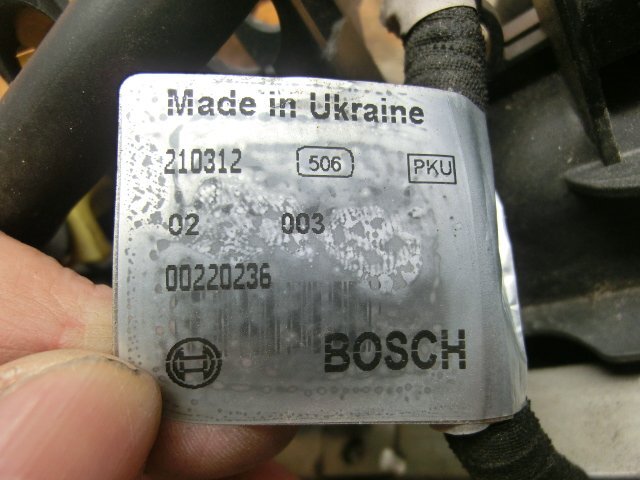 Made in Ukraine
210312 506 PKU
02 003
00220236
BOSCH